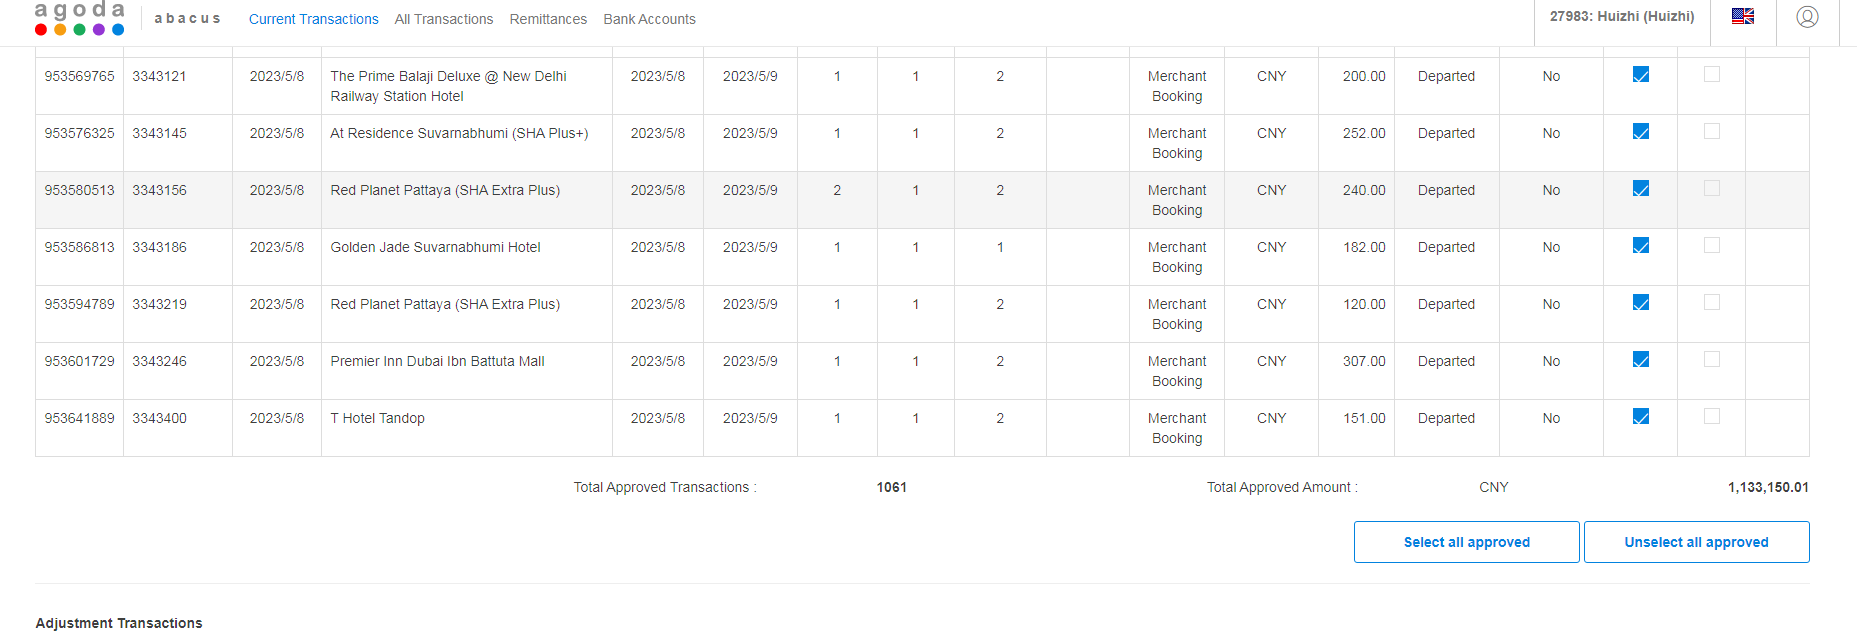 agoda abacus Current Transactions All Transactions Remittances Bank Accounts 27983: Huizhi (Huizhi)
953569765 3343121 2023/5/8 The Prime Balaji Deluxe @ New Delhi 2023/5/8 2023/5/9 1 1 2 Merchant CNY 200.00 Departed No
Railway Station Hotel Booking
953576325 3343145 2023/5/8 At Residence Suvarnabhumi (SHA Plus+) 2023/5/8 2023/5/9 1 1 2 Merchant CNY 252.00 Departed No
Booking
953580513 3343156 2023/5/8 Red Planet Pattaya (SHA Extra Plus) 2023/5/8 2023/5/9 2 1 2 Merchant CNY 240.00 Departed No
Booking
953586813 3343186 2023/5/8 Golden Jade Suvarnabhumi Hotel 2023/5/8 2023/5/9 1 1 1 Merchant CNY 182.00 Departed No
Booking
953594789 3343219 2023/5/8 Red Planet Pattaya (SHA Extra Plus) 2023/5/8 2023/5/9 1 1 2 Merchant CNY 120.00 Departed No
Booking
953601729 3343246 2023/5/8 Premier Inn Dubai Ibn Battuta Mall 2023/5/8 2023/5/9 1 1 2 Merchant CNY 307.00 Departed No
Booking
953641889 3343400 2023/5/8 T Hotel Tandop 2023/5/8 2023/5/9 1 1 2 Merchant CNY 151.00 Departed No
Booking
Total Approved Transactions : 1061 Total Approved Amount : CNY 1,133,150.01
Select all approved Unselect all approved
Adjustment Transactions